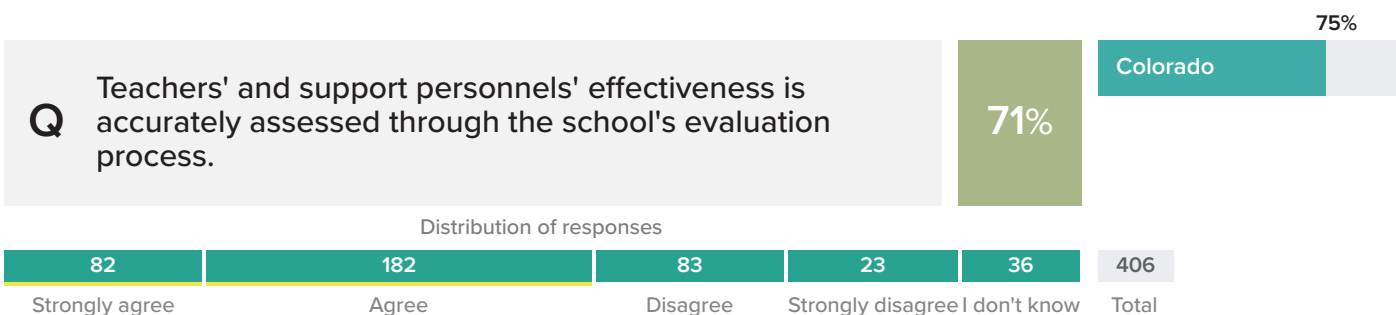 75%
Q
Teachers' and support personnels' effectiveness is
accurately assessed through the school's evaluation
process.
71%
Colorado
Distribution of responses
82 182 83 23 36 406
Strongly agree Agree Disagree Strongly disagree I don't know Total